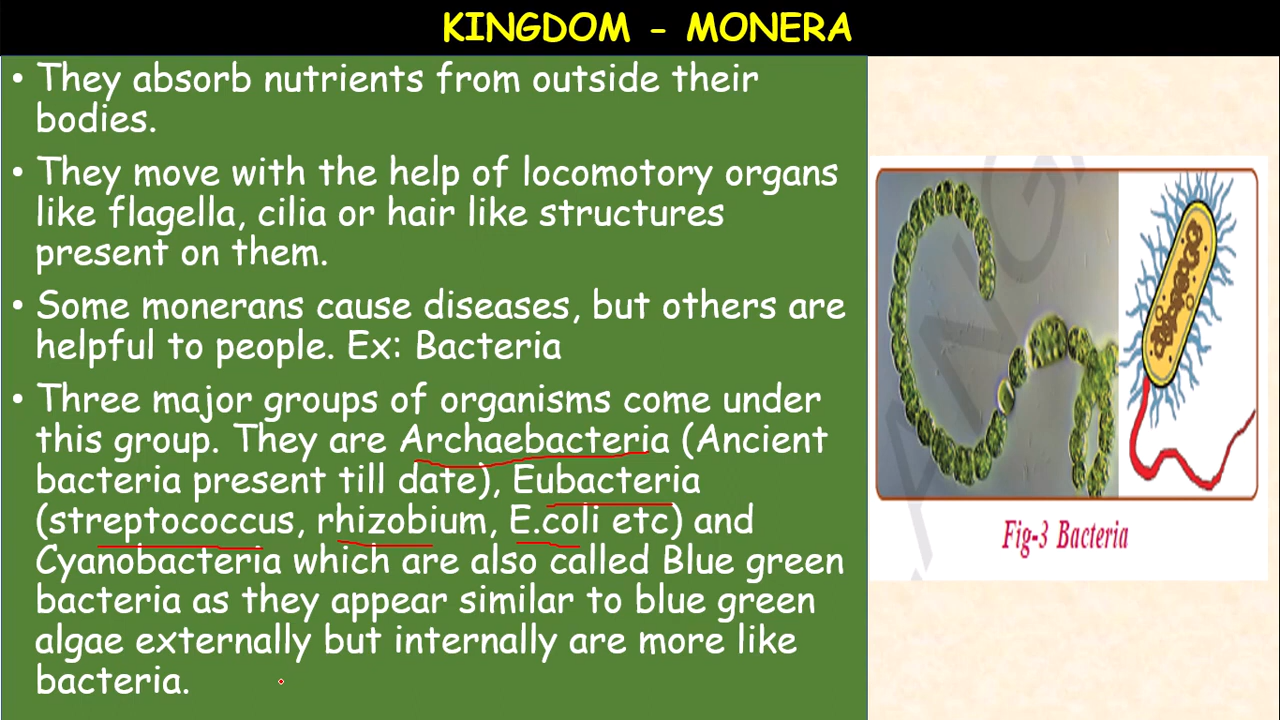 KINGDOM - MONERA
• They absorb nutrients from outside their
bodies.
• They move with the help of locomotory organs
like flagella, cilia or hair like structures
present on them.
• Some monerans cause diseases, but others are
helpful to people. Ex: Bacteria
• Three major groups of organisms come under
this group. They are Archaebacteria (Ancient
bacteria present till date), Eubacteria
(streptococcus, rhizobium, E.coli etc) and
Cyanobacteria which are also called Blue green
bacteria as they appear similar to blue green
algae externally but internally are more like
bacteria.
Fig-3 Bacteria